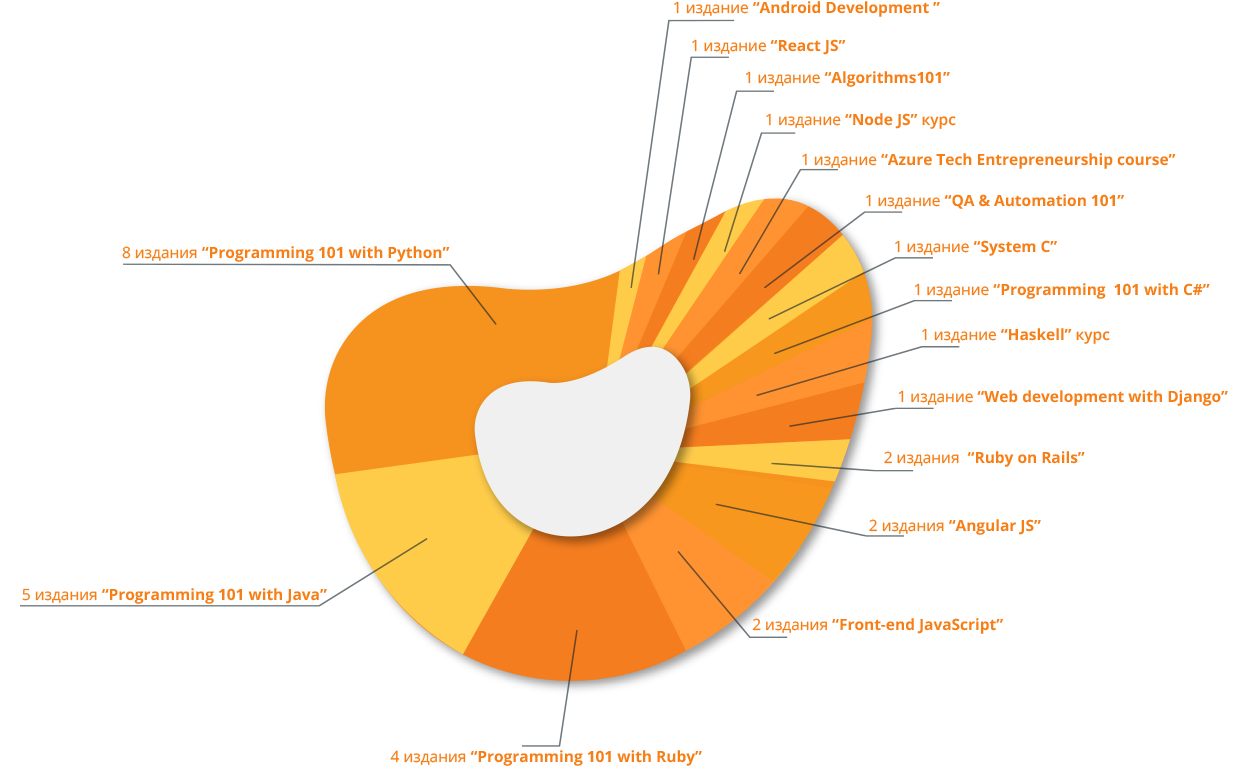 1 издание “Android Development ”
1 издание “React JS”
1 издание “Algorithms101”
1 издание “Node JS” курс
1 издание “Azure Tech Entrepreneurship course”
1 издание “QA & Automation 101”
1 издание “System C”
8 издания “Programming 101 with Python”
1 издание “Programming  101 with C#”
1 издание “Haskell” курс
1 издание “Web development with Django”
2 издания  “Ruby on Rails”
2 издания “Angular JS”
5 издания “Programming 101 with Java”
2 издания “Front-end JavaScript”
4 издания “Programming 101 with Ruby”